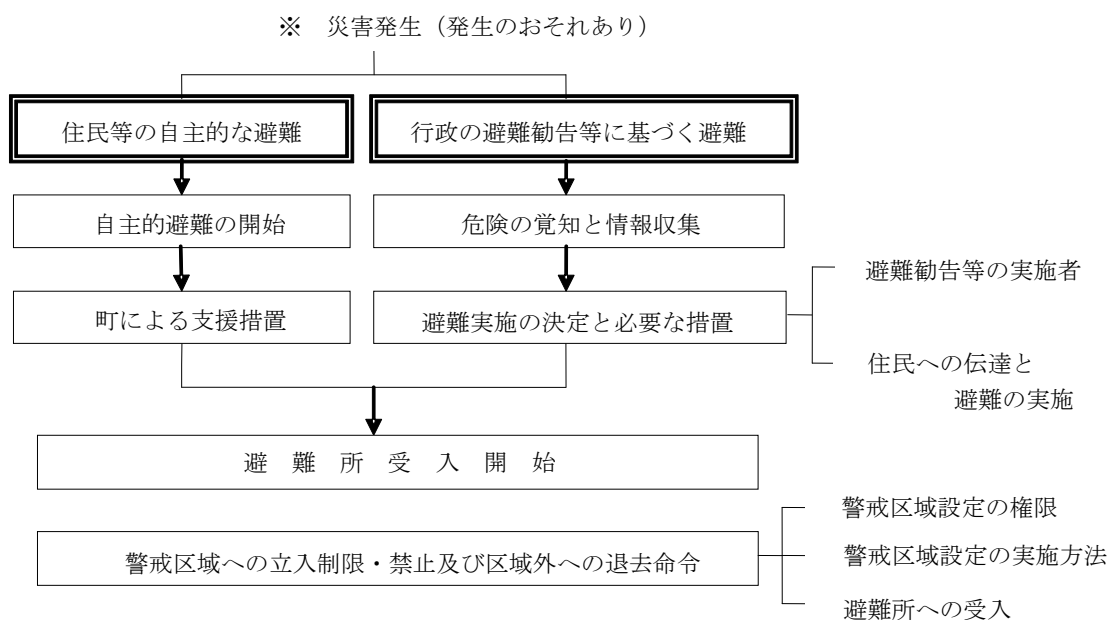 ※ 災害発生（発生のおそれあり）
住民等の自主的な避難
行政の避難勧告等に基づく避難
自主的避難の開始
危険の覚知と情報収集
避難勧告等の実施者
町による支援措置
避難実施の決定と必要な措置
住民への伝達と
避難の実施
避 難 所 受 入 開 始
警戒区域設定の権限
警戒区域への立入制限・禁止及び区域外への退去命令
警戒区域設定の実施方法
避難所への受入